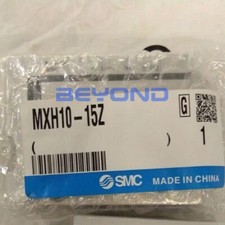 BEYOND
MXH10-15Z
G
( ) 1
SMC
MADE IN CHINA